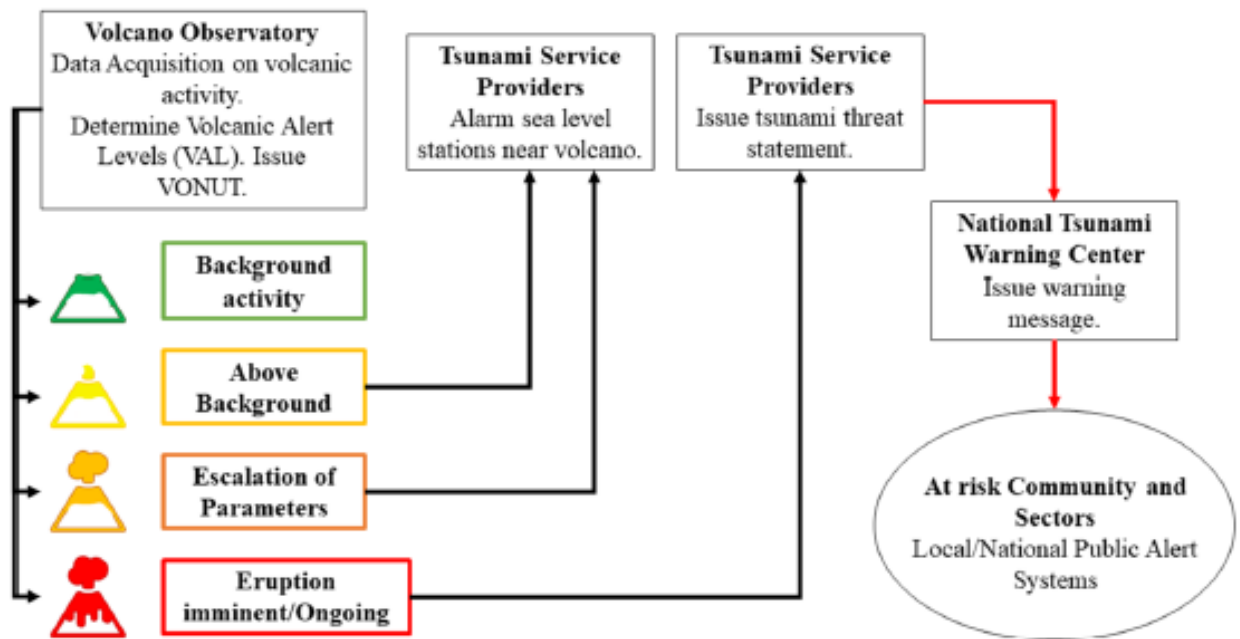 Volcano Observatory
Data Acquisition on volcanic
activity.
Determine Volcanic Alert
Levels (VAL). Issue
VONUT.
Tsunami Service
Providers
Alarm sea level
stations near volcano.
Tsunami Service
Providers
Issue tsunami threat
statement.
National Tsunami
Warning Center
Issue warning
message.
Background
activity
Above
Background
Escalation of
Parameters
Eruption
imminent/Ongoing
At risk Community and
Sectors
Local/National Public Alert
Systems